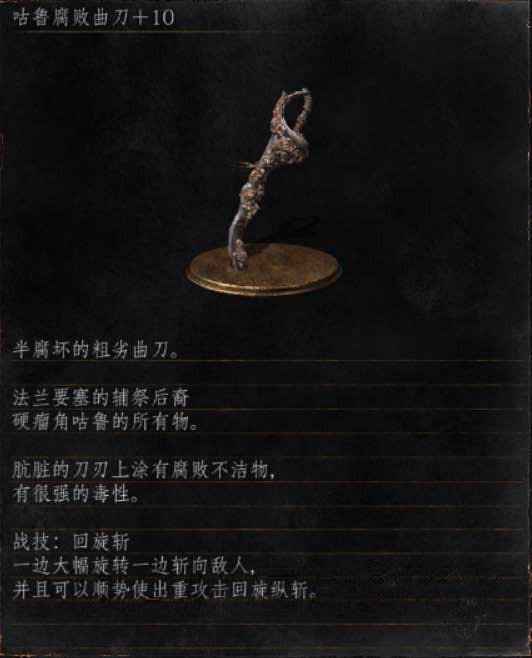 咕鲁腐败曲刀+10
半腐坏的粗劣曲刀。
法兰要塞的辅祭后裔
硬瘤角咕鲁的所有物。
肮脏的刀刃上涂有腐败不洁物，
有很强的毒性。
战技：回旋斩
一边大幅旋转一边斩向敌人，
并且可以顺势使出重攻击回旋纵斩。